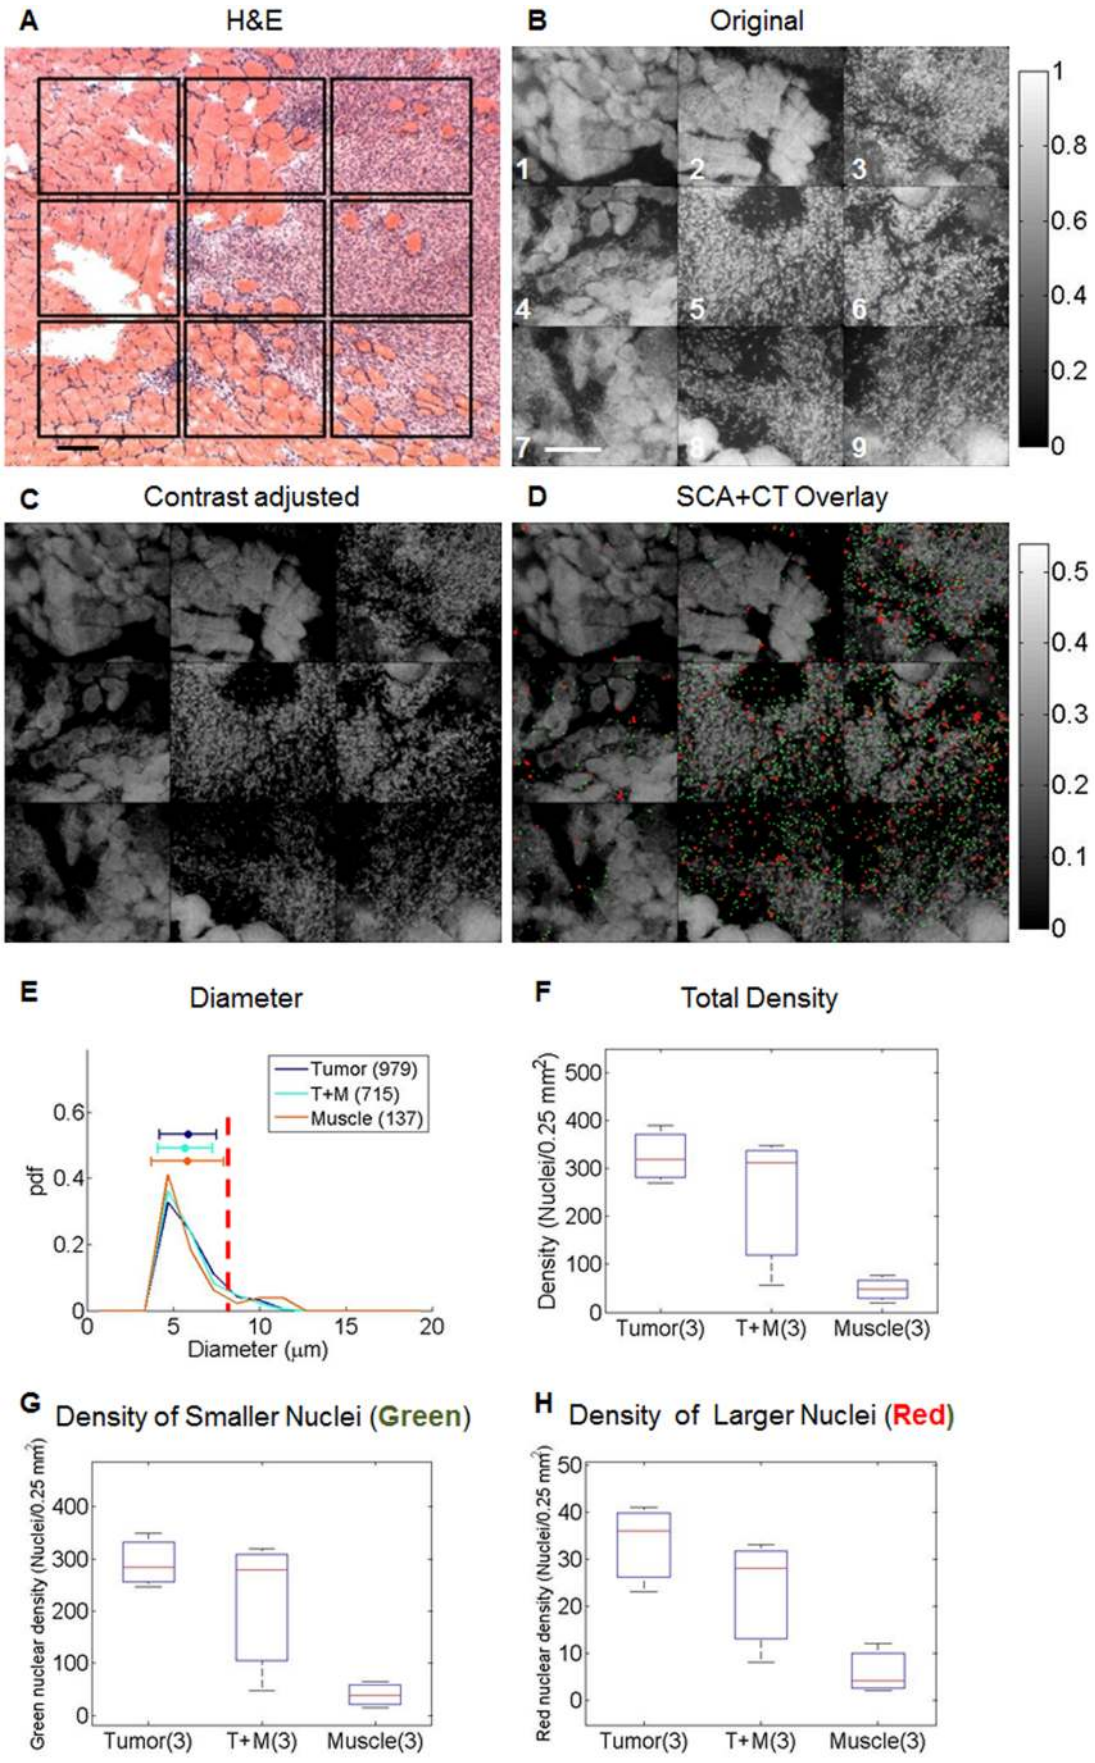 A H&E
B Original
1 2 3
4 5 6
7 8 9
1
0.8
0.6
0.4
0.2
0
C Contrast adjusted
D SCA+CT Overlay
0.5
0.4
0.3
0.2
0.1
0
E Diameter
Tumor (979)
T+M (715)
Muscle (137)
pdf
0.6
0.4
0.2
0
0 5 10 15 20
Diameter (μm)
F Total Density
Density (Nuclei/0.25 mm²)
500
400
300
200
100
0
Tumor(3) T+M(3) Muscle(3)
G Density of Smaller Nuclei (Green)
Green nuclear density (Nuclei/0.25 mm²)
400
300
200
100
0
Tumor(3) T+M(3) Muscle(3)
H Density of Larger Nuclei (Red)
Red nuclear density (Nuclei/0.25 mm²)
50
40
30
20
10
0
Tumor(3) T+M(3) Muscle(3)